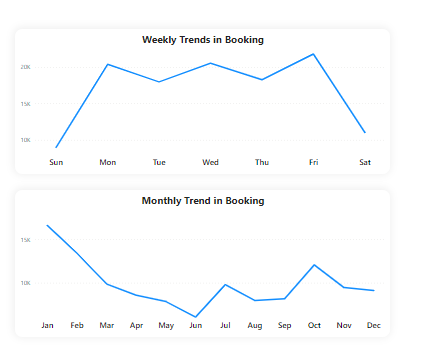 Weekly Trends in Booking
20K
15K
10K
Sun Mon Tue Wed Thu Fri Sat
Monthly Trend in Booking
15K
10K
Jan Feb Mar Apr May Jun Jul Aug Sep Oct Nov Dec